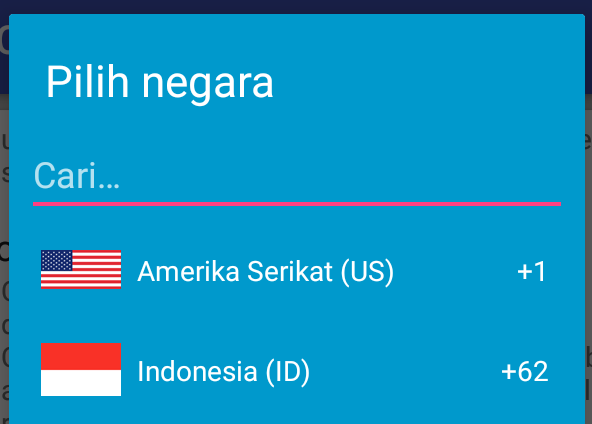 Pilih negara
Cari...
Amerika Serikat (US) +1
Indonesia (ID) +62